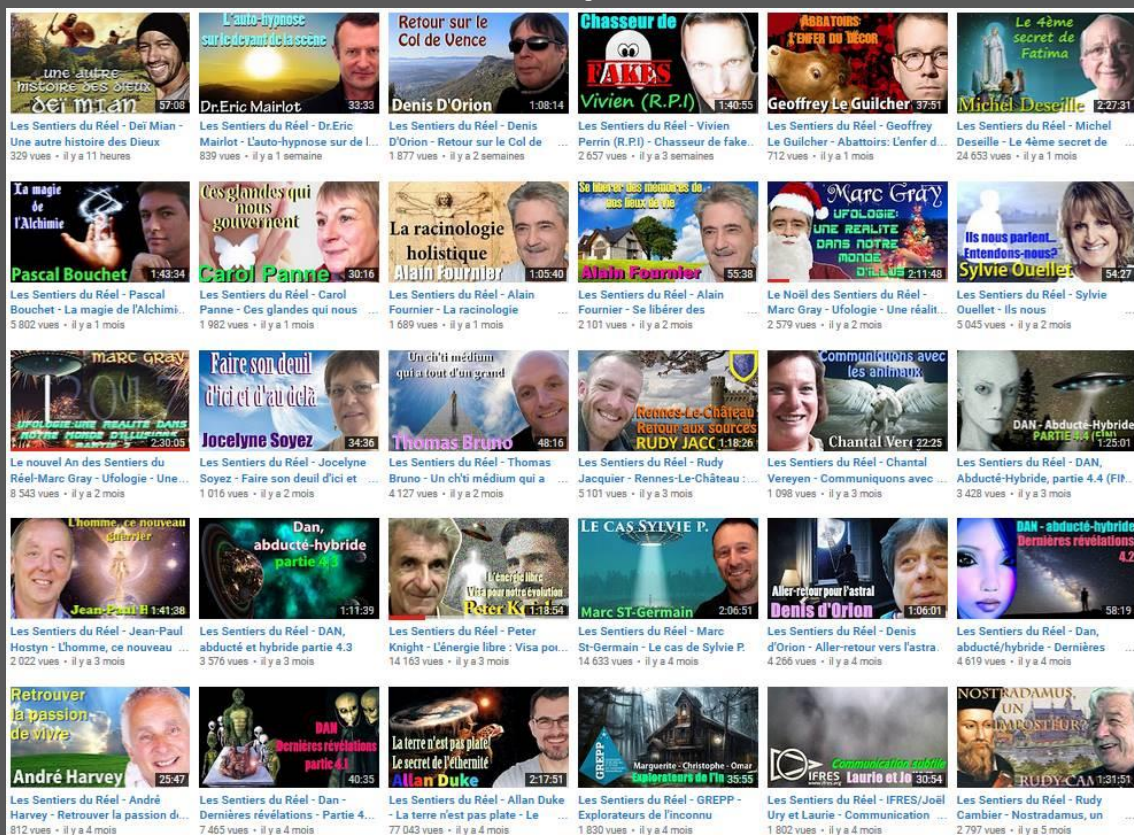 une autre
histoire des dieux
deï mian
57:08
Les Sentiers du Réel - Deï Mian -
Une autre histoire des Dieux
329 vues • il y a 11 heures
L'auto-hypnose
sur le devant de la scène
Dr.Eric Mairlot
33:33
Les Sentiers du Réel - Dr.Eric
Mairlot - L'auto-hypnose sur de l...
839 vues • il y a 1 semaine
Retour sur le
Col de Vence
Denis D'Orion
1:08:14
Les Sentiers du Réel - Denis
D'Orion - Retour sur le Col de
1 877 vues • il y a 2 semaines
Chasseur de
FAKES
Vivien (R.P.I)
1:40:55
Les Sentiers du Réel - Vivien
Perrin (R.P.I) - Chasseur de fake...
2 657 vues • il y a 3 semaines
ABBATOIRS:
L'ENFER DU DÉCOR
Geoffrey Le Guilcher
37:51
Les Sentiers du Réel - Geoffrey
Le Guilcher - Abattoirs: L'enfer d...
712 vues • il y a 1 mois
Le 4ème
secret de
Fatima
Michel Deseille
2:27:31
Les Sentiers du Réel - Michel
Deseille - Le 4ème secret de
24 653 vues • il y a 1 mois
La magie
de
l'Alchimie
Pascal Bouchet
1:43:34
Les Sentiers du Réel - Pascal
Bouchet - La magie de l'Alchimi...
5 802 vues • il y a 1 mois
Ces glandes qui
nous
gouvernent
Carol Panne
30:16
Les Sentiers du Réel - Carol
Panne - Ces glandes qui nous ...
1 982 vues • il y a 1 mois
La racinologie
holistique
Alain Fournier
1:05:40
Les Sentiers du Réel - Alain
Fournier - La racinologie ...
1 689 vues • il y a 1 mois
Se libérer des mémoires de
nos lieux de vie
Alain Fournier
55:38
Les Sentiers du Réel - Alain
Fournier - Se libérer des ...
2 101 vues • il y a 2 mois
Marc Gray
UFOLOGIE:
UNE REALITE
DANS NOTRE
MONDE
D'ILLUS
2:11:48
Le Noël des Sentiers du Réel -
Marc Gray - Ufologie - Une réalit...
2 579 vues • il y a 2 mois
Ils nous parlent...
Entendons-nous?
Sylvie Ouellet
54:27
Les Sentiers du Réel - Sylvie
Ouellet - Ils nous ...
5 045 vues • il y a 2 mois
MARC GRAY
2017
UFOLOGIE:UNE REALITE DANS
NOTRE MONDE D'ILLUSIONS
PARTIE 2
2:30:05
Le nouvel An des Sentiers du
Réel-Marc Gray - Ufologie - Une...
8 543 vues • il y a 2 mois
Faire son deuil
d'ici et d'au delà
Jocelyne Soyez
34:36
Les Sentiers du Réel - Jocelyne
Soyez - Faire son deuil d'ici et ...
1 016 vues • il y a 2 mois
Un ch'ti médium
qui a tout d'un grand
Thomas Bruno
48:16
Les Sentiers du Réel - Thomas
Bruno - Un ch'ti médium qui a ...
4 127 vues • il y a 2 mois
Rennes-Le-Château
Retour aux sources
RUDY JACQ
1:18:26
Les Sentiers du Réel - Rudy
Jacquier - Rennes-Le-Château : ...
5 101 vues • il y a 3 mois
Communiquons avec
les animaux
Chantal Vere
22:25
Les Sentiers du Réel - Chantal
Vereyen - Communiquons avec ...
1 098 vues • il y a 3 mois
DAN - Abducte-Hybride
PARTIE 4.4 (FIN)
1:25:01
Les Sentiers du Réel - DAN,
Abducté-Hybride, partie 4.4 (FIN...
3 428 vues • il y a 3 mois
L'homme, ce nouveau
guerrier
Jean-Paul H
1:41:38
Les Sentiers du Réel - Jean-Paul
Hostyn - L'homme, ce nouveau ...
2 022 vues • il y a 3 mois
Dan,
abducté-hybride
partie 4.3
1:11:39
Les Sentiers du Réel - DAN,
abducté et hybride partie 4.3
3 576 vues • il y a 3 mois
L'énergie libre
Visa pour notre évolution
Peter K
1:18:54
Les Sentiers du Réel - Peter
Knight - L'énergie libre : Visa pou...
14 163 vues • il y a 3 mois
LE CAS SYLVIE P.
Marc ST-Germain
2:06:51
Les Sentiers du Réel - Marc
St-Germain - Le cas de Sylvie P.
14 633 vues • il y a 4 mois
Aller-retour pour l'astral
Denis d'Orion
1:06:01
Les Sentiers du Réel - Denis
d'Orion - Aller-retour vers l'astra...
4 266 vues • il y a 4 mois
DAN - abducté-hybride
Dernières révélations
4.2
58:19
Les Sentiers du Réel - Dan,
abducté/hybride - Dernières ...
4 619 vues • il y a 4 mois
Retrouver
la passion
de vivre
André Harvey
25:47
Les Sentiers du Réel - André
Harvey - Retrouver la passion d...
812 vues • il y a 4 mois
DAN
Dernières révélations
partie 4.1
40:35
Les Sentiers du Réel - Dan -
Dernières révélations - Partie 4...
7 465 vues • il y a 4 mois
La terre n'est pas plate!
Le secret de l'éthernité
Allan Duke
2:17:51
Les Sentiers du Réel - Allan Duke
- La terre n'est pas plate - Le ...
77 043 vues • il y a 4 mois
GREPP
Marguerite - Christophe - Omar
Explorateurs de l'in
35:55
Les Sentiers du Réel - GREPP -
Explorateurs de l'inconnu
1 830 vues • il y a 4 mois
Communication subtile
IFRES
Laurie et Jo
30:54
Les Sentiers du Réel - IFRES/Joël
Ury et Laurie - Communication ...
1 802 vues • il y a 4 mois
NOSTRADAMUS,
UN
IMPOSTEUR?
RUDY CAM
1:31:51
Les Sentiers du Réel - Rudy
Cambier - Nostradamus, un ...
2 797 vues • il y a 5 mois